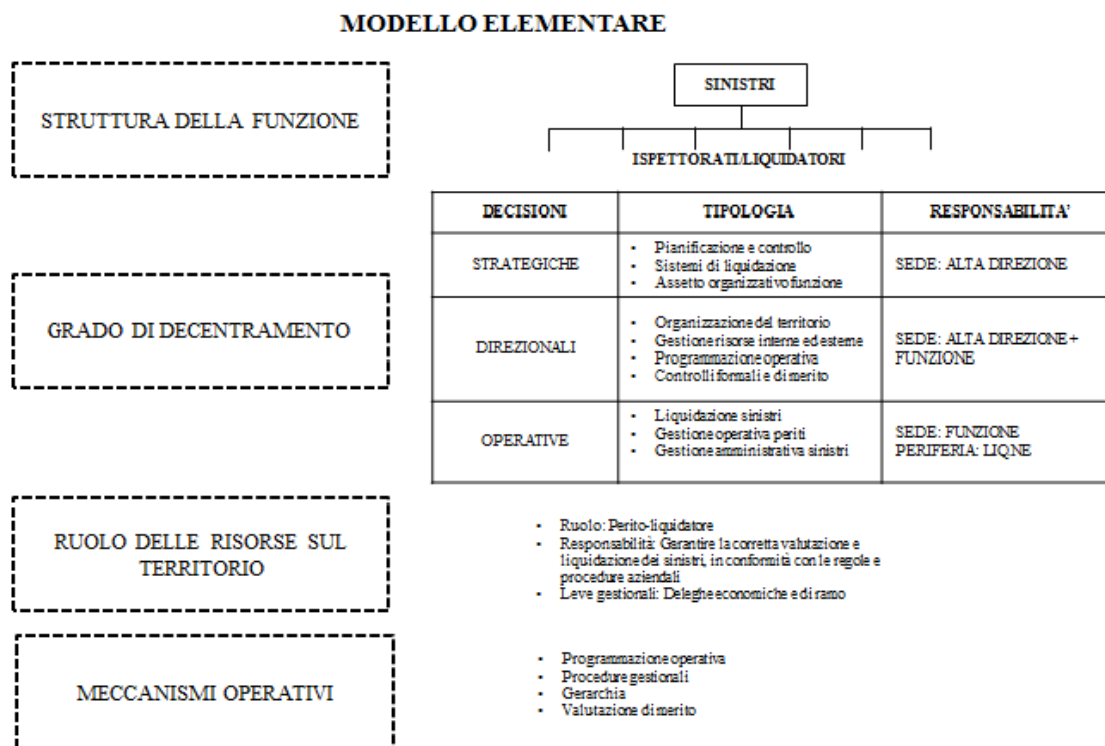 MODELLO ELEMENTARE
STRUTTURA DELLA FUNZIONE
SINISTRI
ISPETTORATI/LIQUIDATORI
DECISIONI
TIPOLOGIA
RESPONSABILITA'
STRATEGICHE
• Pianificazione e controllo
• Sistemi di liquidazione
• Assetto organizzativo funzione
SEDE: ALTA DIREZIONE
GRADO DI DECENTRAMENTO
DIREZIONALI
• Organizzazione del territorio
• Gestione risorse interne ed esterne
• Programmazione operativa
• Controlli formali e di merito
SEDE: ALTA DIREZIONE +
FUNZIONE
OPERATIVE
• Liquidazione sinistri
• Gestione operativa periti
• Gestione amministrativa sinistri
SEDE: FUNZIONE
PERIFERIA: LIQ.NE
RUOLO DELLE RISORSE SUL
TERRITORIO
• Ruolo: Perito-liquidatore
• Responsabilità: Garantire la corretta valutazione e
liquidazione dei sinistri, in conformità con le regole e
procedure aziendali
• Leve gestionali: Deleghe economiche e di ramo
MECCANISMI OPERATIVI
• Programmazione operativa
• Procedure gestionali
• Gerarchia
• Valutazione di merito